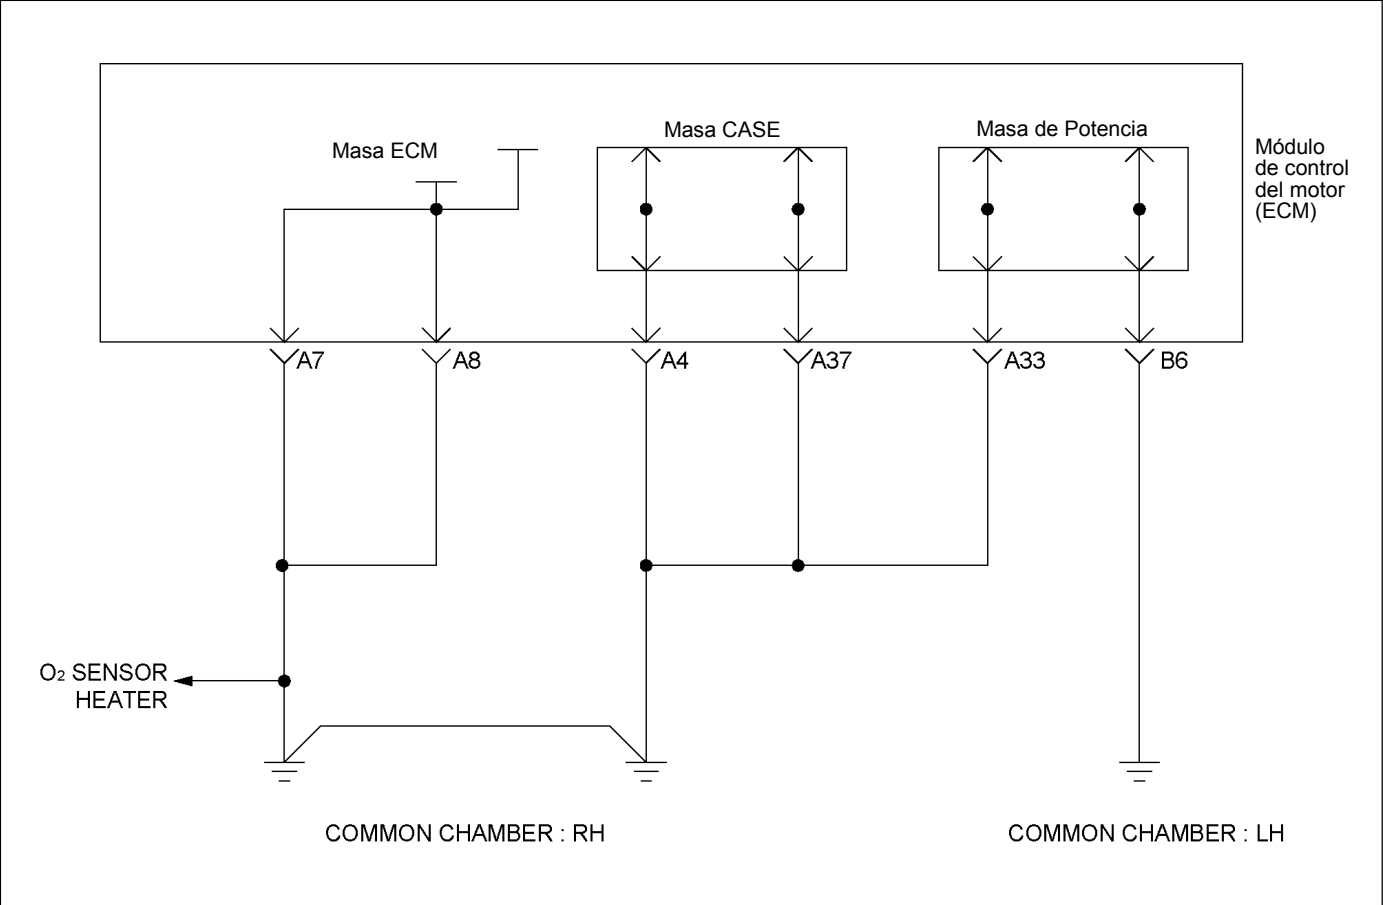 Masa ECM
Masa CASE
Masa de Potencia
Módulo
de control
del motor
(ECM)
A7
A8
A4
A37
A33
B6
O₂ SENSOR
HEATER
COMMON CHAMBER : RH
COMMON CHAMBER : LH